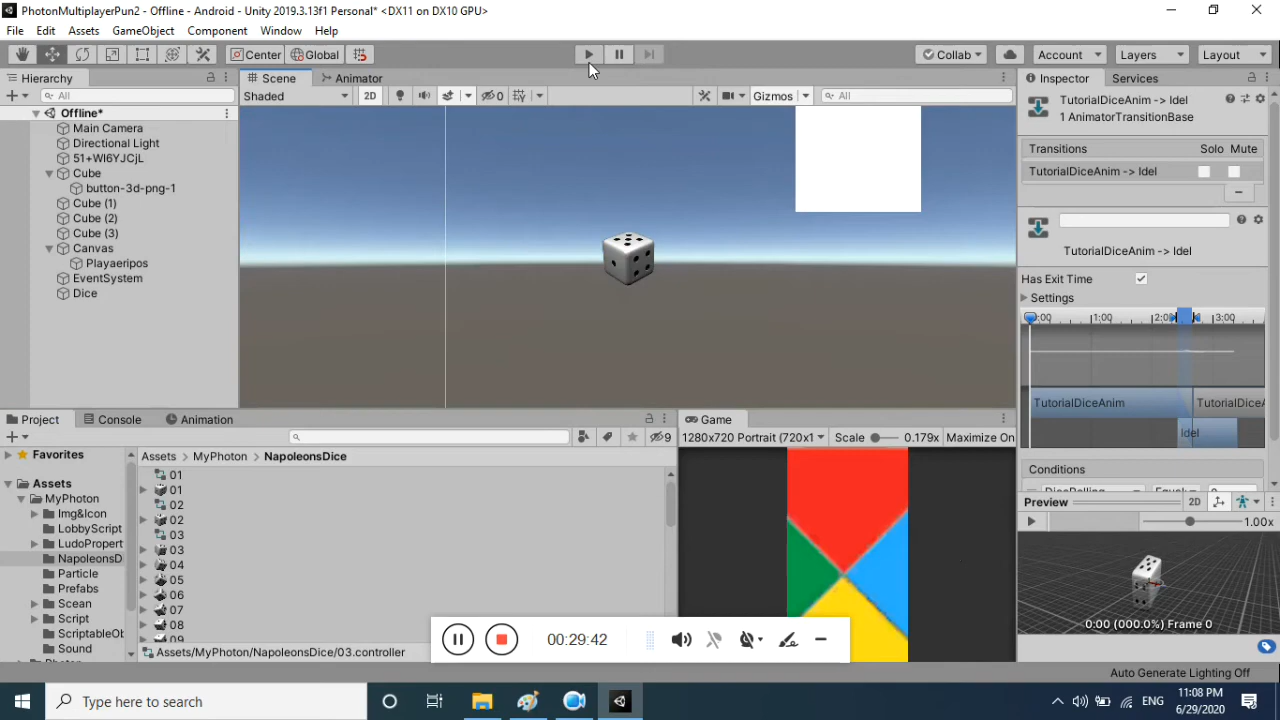 PhotonMultiplayerPun2 - Offline - Android - Unity 2019.3.13f1 Personal* <DX11 on DX10 GPU>
File Edit Assets GameObject Component Window Help
Center Global Collab Account Layers Layout
Hierarchy Scene Animator Inspector Services
All Shaded 2D 0 Gizmos All
TutorialDiceAnim -> Idel
1 AnimatorTransitionBase
Offline*
Main Camera
Directional Light
51+Wl6YJCjL
Cube
button-3d-png-1
Cube (1)
Cube (2)
Cube (3)
Canvas
Playaeripos
EventSystem
Dice
Transitions Solo Mute
TutorialDiceAnim -> Idel
TutorialDiceAnim -> Idel
Has Exit Time
Settings
:00 1:00 2:0 3:00
TutorialDiceAnim TutorialDiceA
Idel
Conditions
Preview 2D
1.00x
0:00 (000.0%) Frame 0
Project Console Animation Game
9 1280x720 Portrait (720x1 Scale 0.179x Maximize On
Favorites
Assets
MyPhoton
Img&Icon
LobbyScript
LudoPropert
NapoleonsD
Particle
Prefabs
Scean
Script
ScriptableOb
Sound
Assets > MyPhoton > NapoleonsDice
01
01
02
02
03
03
04
05
06
07
08
09
Assets/MyPhoton/NapoleonsDice/03.controller
00:29:42
Auto Generate Lighting Off
Type here to search
ENG
11:08 PM
6/29/2020